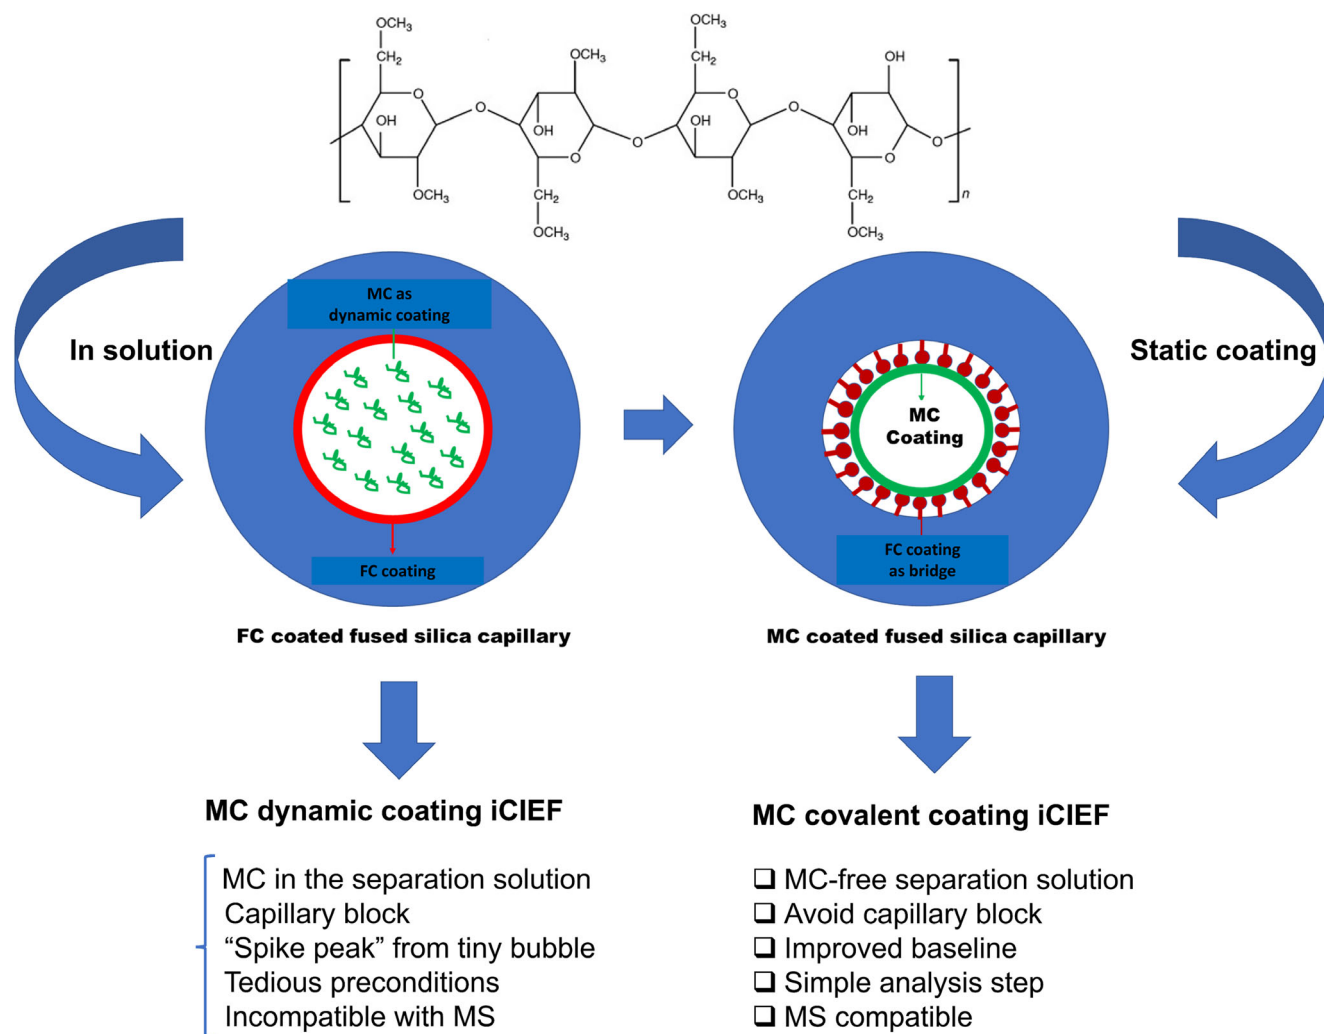 OCH₃
OCH₃
CH₂
OCH₃
CH₂
OH
O
O
OH
O
OH
O
OH
O
OH
O
O
O
OCH₃
CH₂
OCH₃
CH₂
n
OCH₃
OCH₃
MC as
dynamic coating
In solution
Static coating
MC
Coating
FC coating
FC coating
as bridge
FC coated fused silica capillary
MC coated fused silica capillary
MC dynamic coating iCIEF
MC covalent coating iCIEF
MC in the separation solution
Capillary block
“Spike peak” from tiny bubble
Tedious preconditions
Incompatible with MS
❑ MC-free separation solution
❑ Avoid capillary block
❑ Improved baseline
❑ Simple analysis step
❑ MS compatible